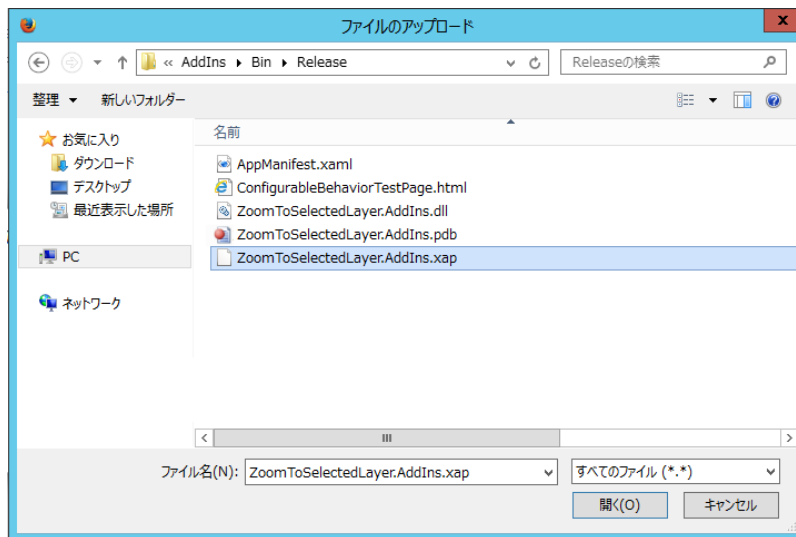 ファイルのアップロード
x
« AddIns Bin Release
Releaseの検索
整理 新しいフォルダー
お気に入り
ダウンロード
デスクトップ
最近表示した場所
PC
ネットワーク
名前
AppManifest.xaml
ConfigurableBehaviorTestPage.html
ZoomToSelectedLayer.AddIns.dll
ZoomToSelectedLayer.AddIns.pdb
ZoomToSelectedLayer.AddIns.xap
ファイル名(N): ZoomToSelectedLayer.AddIns.xap
すべてのファイル (*.*)
開く(O) キャンセル